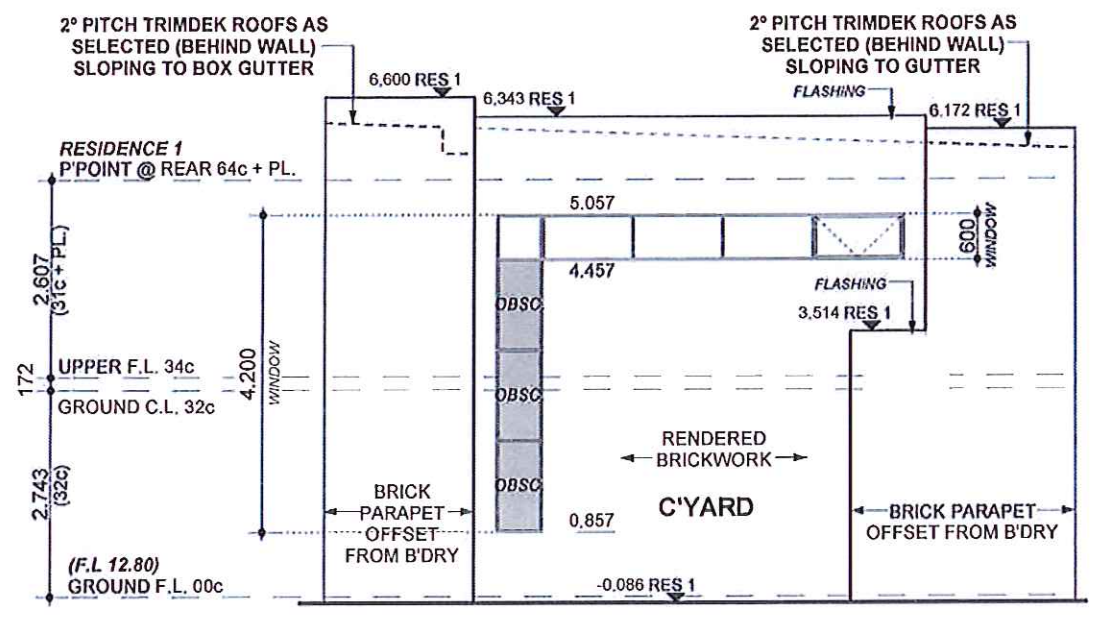 2º PITCH TRIMDEK ROOFS AS
SELECTED (BEHIND WALL)
SLOPING TO BOX GUTTER
2º PITCH TRIMDEK ROOFS AS
SELECTED (BEHIND WALL)
SLOPING TO GUTTER
6,600 RES 1
6,343 RES 1
FLASHING
6,172 RES 1
RESIDENCE 1
P'POINT @ REAR 64c + PL.
5.057
600
WINDOW
4.457
2.607
(31c + PL.)
OBSC
FLASHING
3,514 RES 1
UPPER F.L. 34c
172
4.200
WINDOW
OBSC
GROUND C.L. 32c
RENDERED
BRICKWORK
2.743
(32c)
OBSC
C'YARD
BRICK
PARAPET
OFFSET
FROM B'DRY
0.857
BRICK PARAPET
OFFSET FROM B'DRY
(F.L 12.80)
GROUND F.L. 00c
-0.086 RES 1